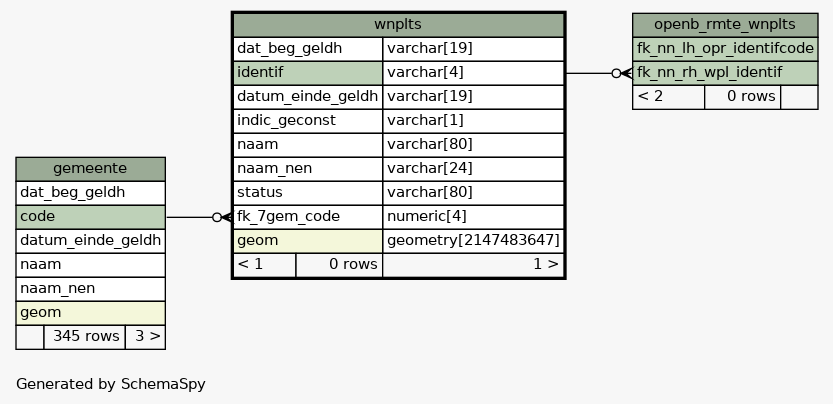 wnplts
dat_beg_geldh varchar[19]
identif varchar[4]
datum_einde_geldh varchar[19]
indic_geconst varchar[1]
naam varchar[80]
naam_nen varchar[24]
status varchar[80]
fk_7gem_code numeric[4]
geom geometry[2147483647]
< 1 0 rows 1 >
openb_rmte_wnplts
fk_nn_lh_opr_identifcode
fk_nn_rh_wpl_identif
< 2 0 rows
gemeente
dat_beg_geldh
code
datum_einde_geldh
naam
naam_nen
geom
345 rows 3 >
Generated by SchemaSpy